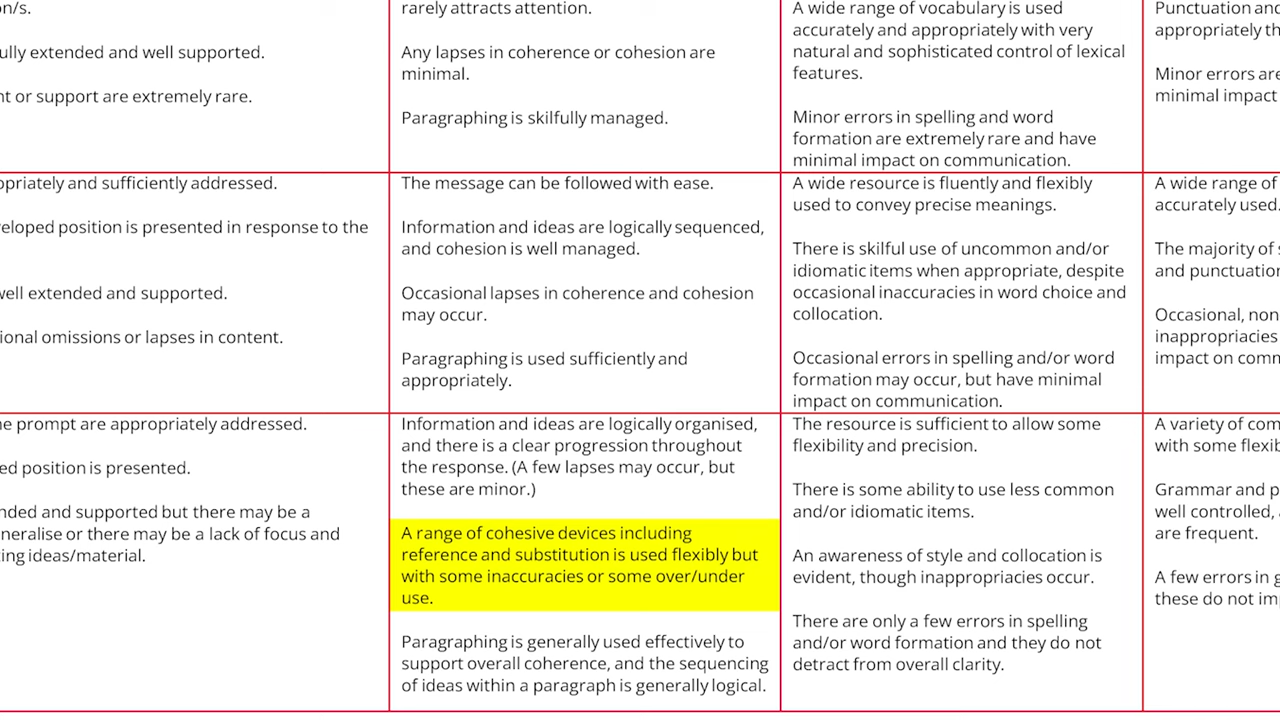 on/s.
ully extended and well supported.
nt or support are extremely rare.
rarely attracts attention.
Any lapses in coherence or cohesion are
minimal.
Paragraphing is skilfully managed.
A wide range of vocabulary is used
accurately and appropriately with very
natural and sophisticated control of lexical
features.
Minor errors in spelling and word
formation are extremely rare and have
minimal impact on communication.
Punctuation and
appropriately th
Minor errors are
minimal impact
opriately and sufficiently addressed.
veloped position is presented in response to the
well extended and supported.
ional omissions or lapses in content.
The message can be followed with ease.
Information and ideas are logically sequenced,
and cohesion is well managed.
Occasional lapses in coherence and cohesion
may occur.
Paragraphing is used sufficiently and
appropriately.
A wide resource is fluently and flexibly
used to convey precise meanings.
There is skilful use of uncommon and/or
idiomatic items when appropriate, despite
occasional inaccuracies in word choice and
collocation.
Occasional errors in spelling and/or word
formation may occur, but have minimal
impact on communication.
A wide range of
accurately used.
The majority of s
and punctuation
Occasional, non
inappropriacies
impact on comm
he prompt are appropriately addressed.
ed position is presented.
nded and supported but there may be a
neralise or there may be a lack of focus and
ting ideas/material.
Information and ideas are logically organised,
and there is a clear progression throughout
the response. (A few lapses may occur, but
these are minor.)
A range of cohesive devices including
reference and substitution is used flexibly but
with some inaccuracies or some over/under
use.
Paragraphing is generally used effectively to
support overall coherence, and the sequencing
of ideas within a paragraph is generally logical.
The resource is sufficient to allow some
flexibility and precision.
There is some ability to use less common
and/or idiomatic items.
An awareness of style and collocation is
evident, though inappropriacies occur.
There are only a few errors in spelling
and/or word formation and they do not
detract from overall clarity.
A variety of com
with some flexib
Grammar and p
well controlled,
are frequent.
A few errors in g
these do not imp